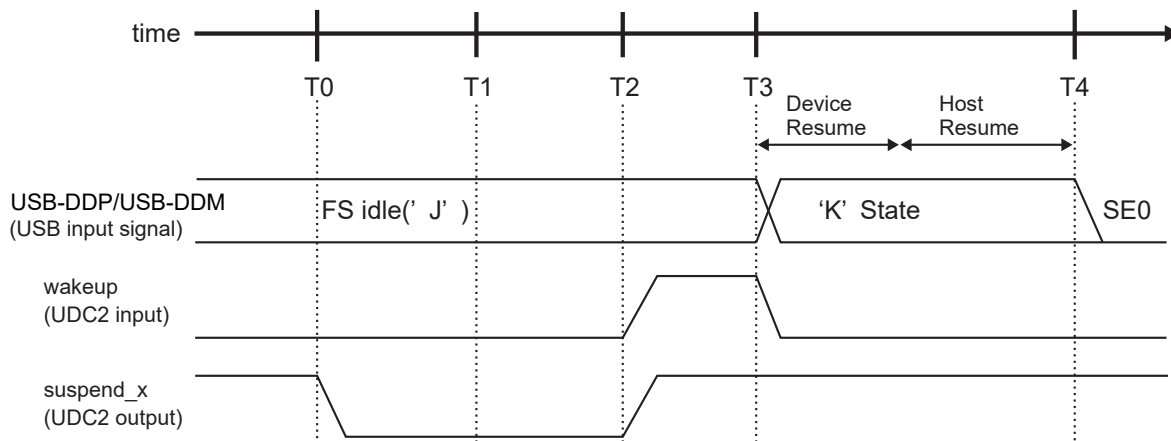 time
T0 T1 T2 T3 T4
Device Host
Resume Resume
USB-DDP/USB-DDM
(USB input signal)
FS idle(’ J’ ) ‘K’ State SE0
wakeup
(UDC2 input)
suspend_x
(UDC2 output)